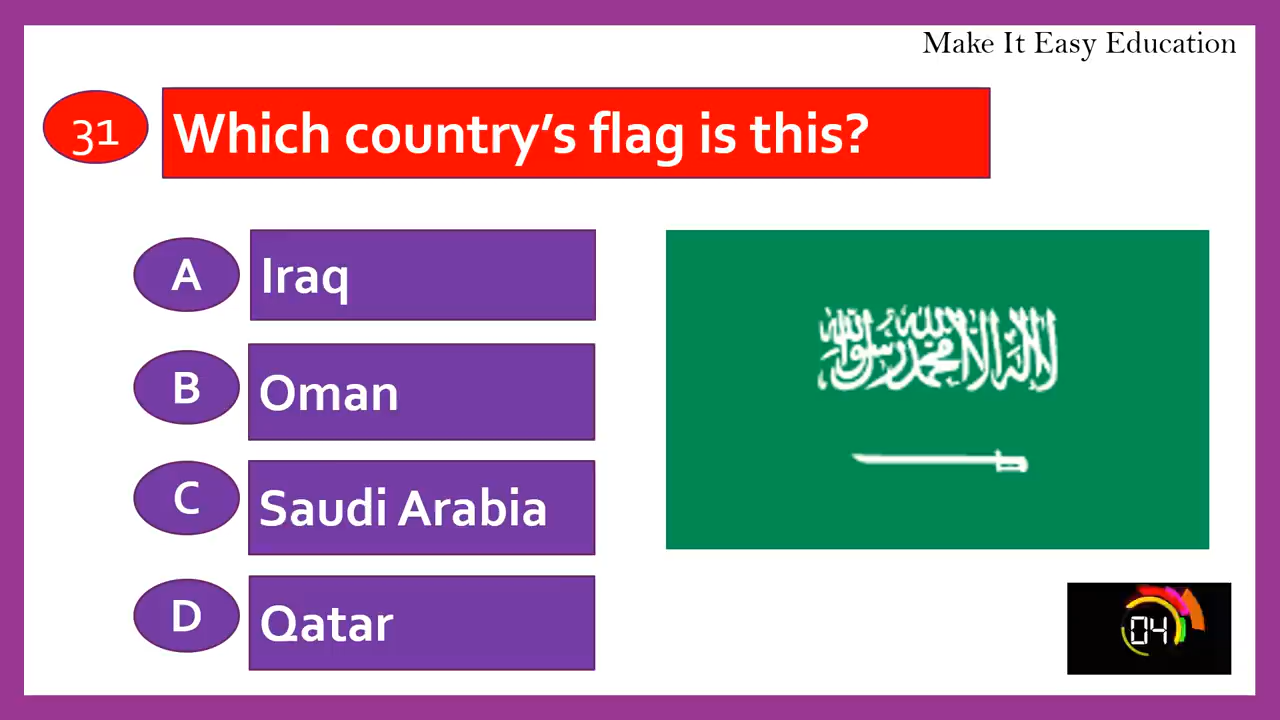 Make It Easy Education
31
Which country’s flag is this?
A
Iraq
B
Oman
C
Saudi Arabia
D
Qatar
لا إله إلا الله محمد رسول الله
04